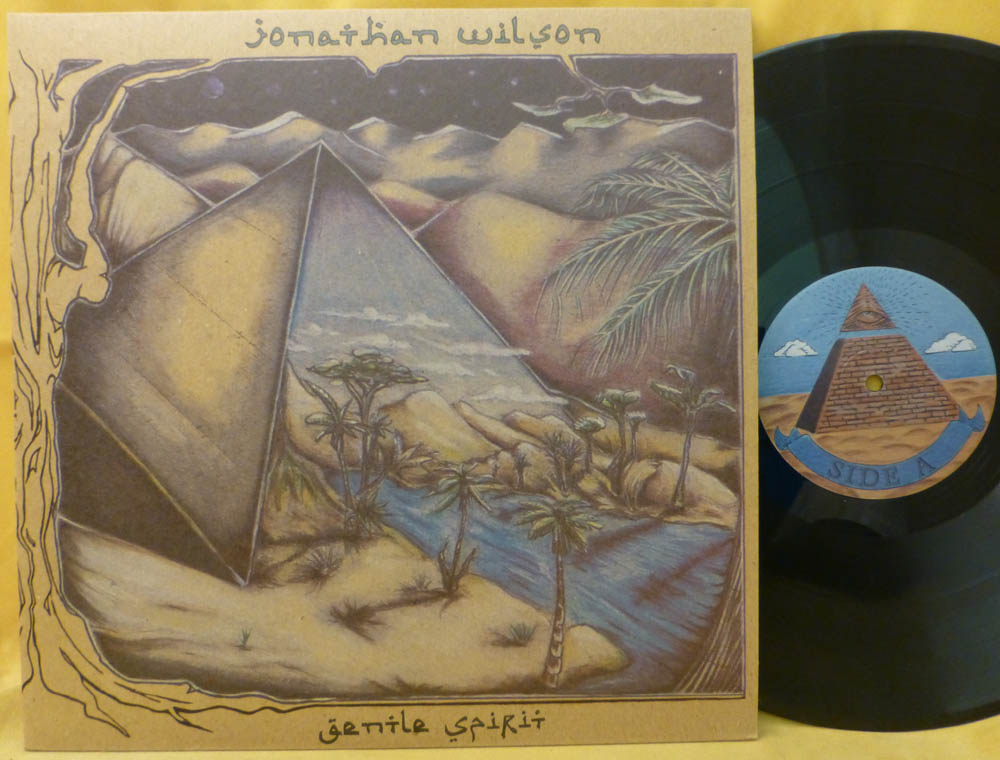 jonathan wilson
gentle spirit
SIDE A